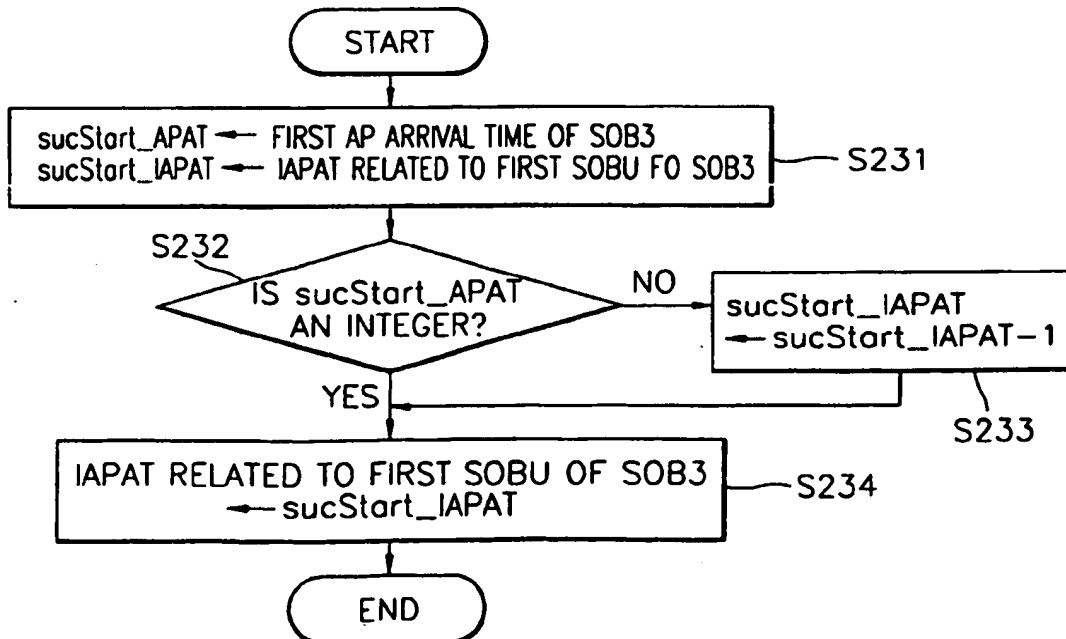 START
sucStart_APAT ← FIRST AP ARRIVAL TIME OF SOB3
sucStart_IAPAT ← IAPAT RELATED TO FIRST SOBU FO SOB3
S231
S232
IS sucStart_APAT
AN INTEGER?
NO
sucStart_IAPAT
← sucStart_IAPAT-1
S233
YES
IAPAT RELATED TO FIRST SOBU OF SOB3
← sucStart_IAPAT
S234
END